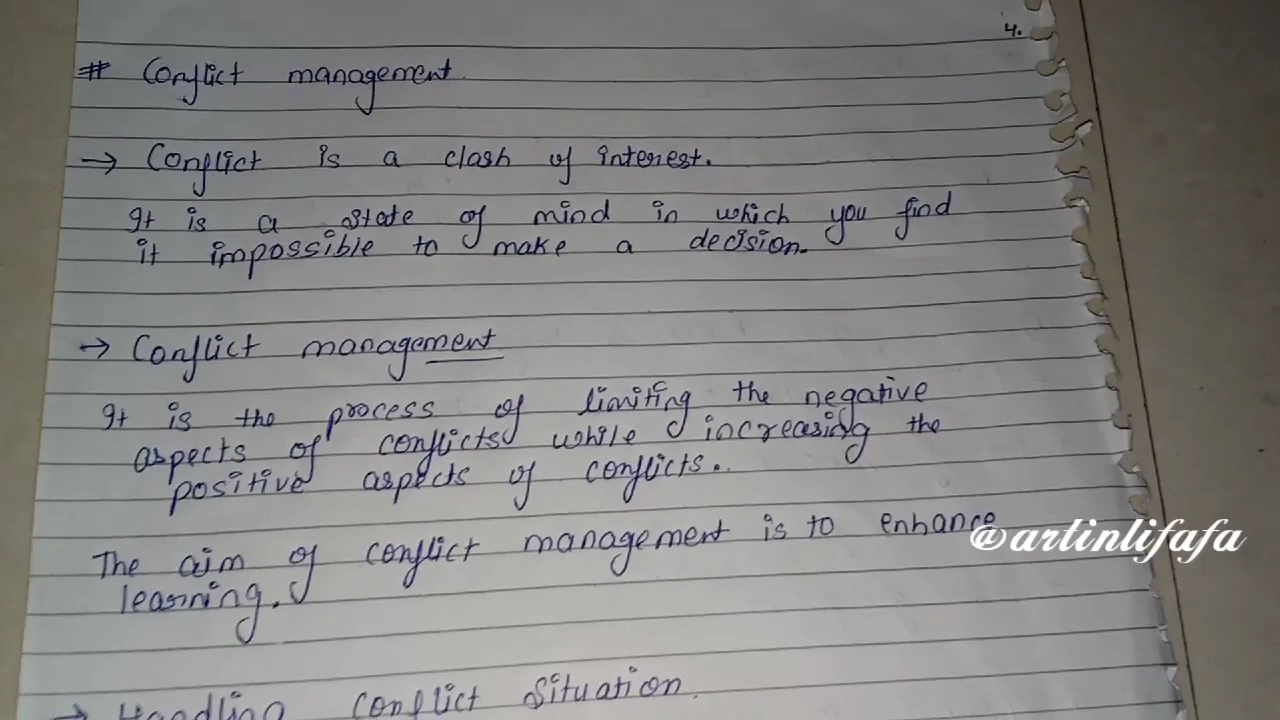 4.
# Conflict management
→ Conflict is a clash of interest.
It is a state of mind in which you find
it impossible to make a decision.
→ Conflict management
It is the process of limiting the negative
aspects of conflicts while increasing the
positive aspects of conflicts..
The aim of conflict management is to enhance
learning.
@artinlifafa
→ Handling conflict situation.